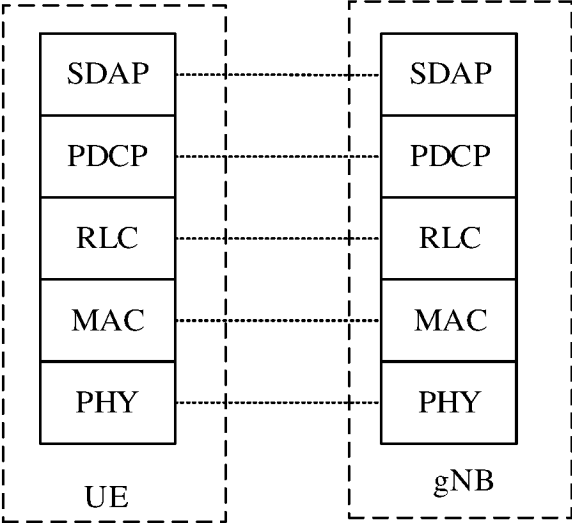 SDAP SDAP
PDCP PDCP
RLC RLC
MAC MAC
PHY PHY
UE gNB